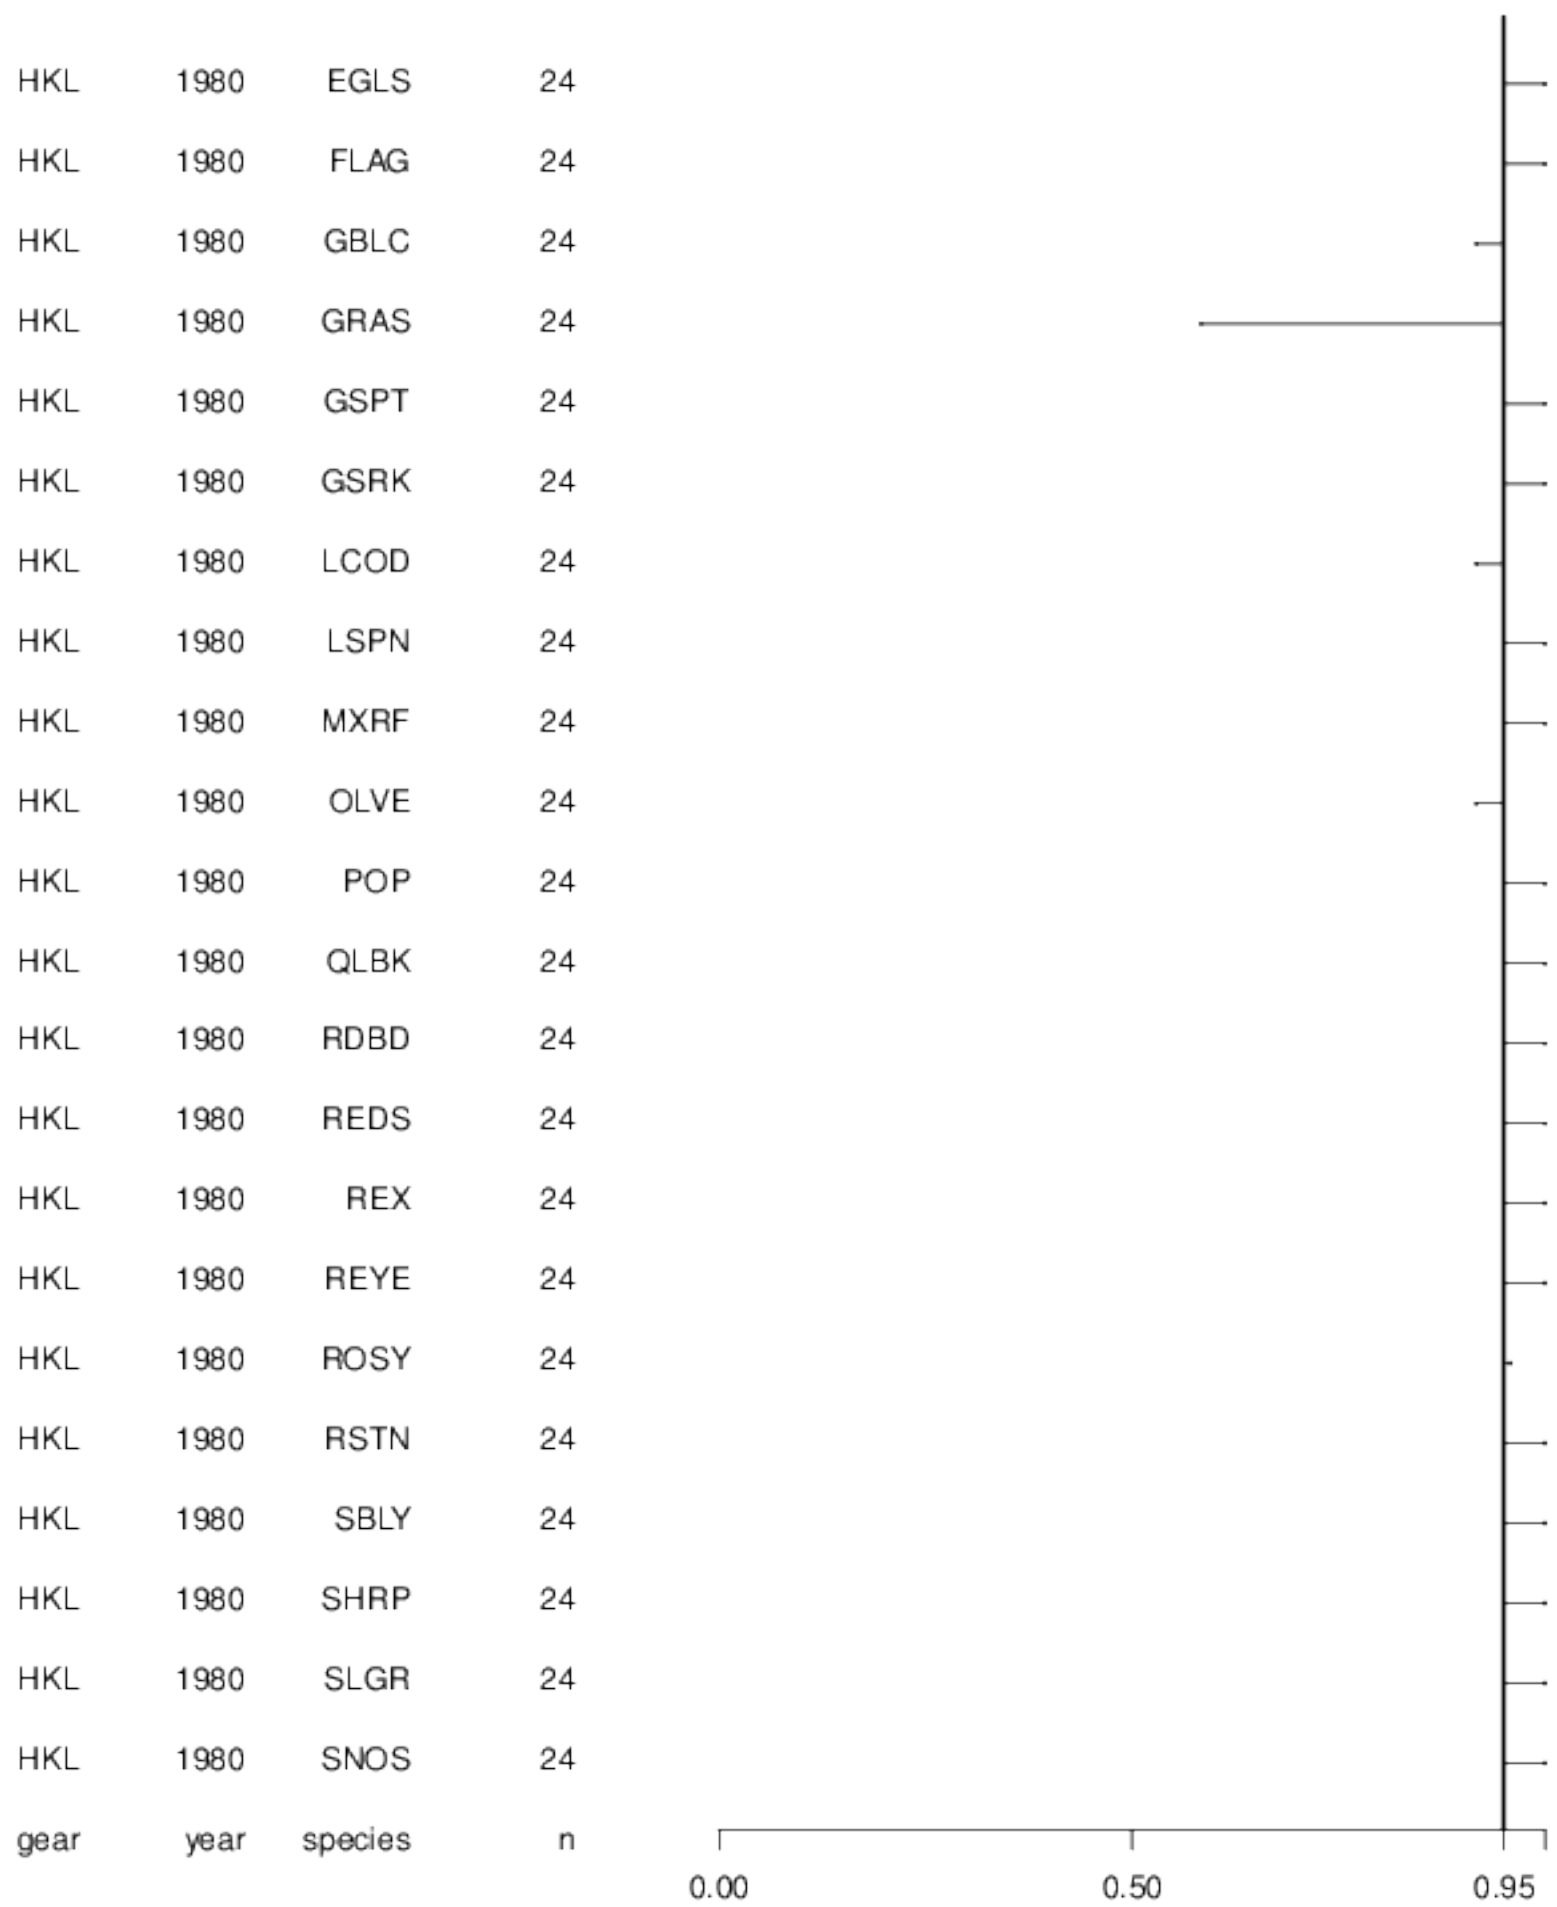 HKL 1980 EGLS 24
HKL 1980 FLAG 24
HKL 1980 GBLC 24
HKL 1980 GRAS 24
HKL 1980 GSPT 24
HKL 1980 GSRK 24
HKL 1980 LCOD 24
HKL 1980 LSPN 24
HKL 1980 MXRF 24
HKL 1980 OLVE 24
HKL 1980 POP 24
HKL 1980 QLBK 24
HKL 1980 RDBD 24
HKL 1980 REDS 24
HKL 1980 REX 24
HKL 1980 REYE 24
HKL 1980 ROSY 24
HKL 1980 RSTN 24
HKL 1980 SBLY 24
HKL 1980 SHRP 24
HKL 1980 SLGR 24
HKL 1980 SNOS 24
gear year species n
0.00 0.50 0.95